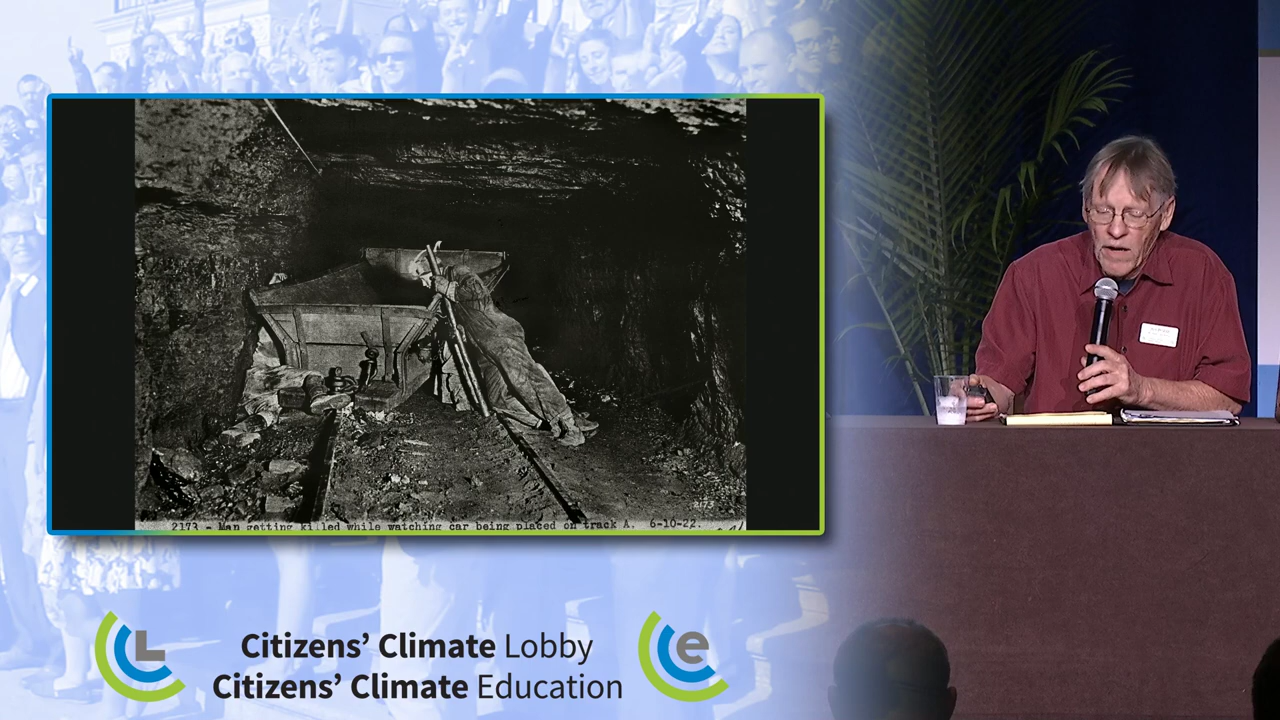 2173
2173 - Man getting killed while watching car being placed on track A. 6-10-22.
L
Citizens’ Climate Lobby
e
Citizens’ Climate Education